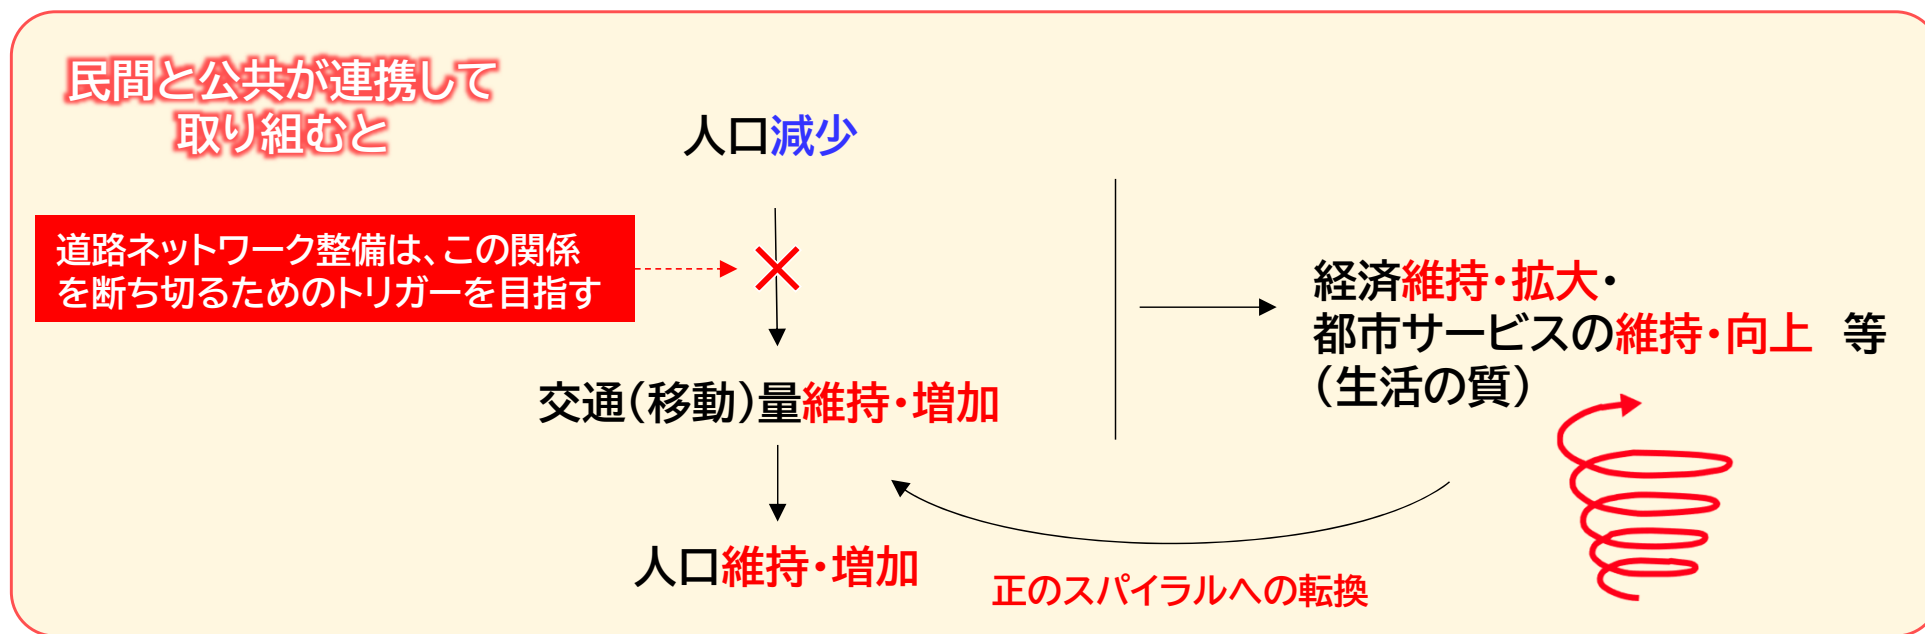 民間と公共が連携して
取り組むと
人口減少
道路ネットワーク整備は、この関係
を断ち切るためのトリガーを目指す
経済維持・拡大・
都市サービスの維持・向上　等
（生活の質）
交通（移動）量維持・増加
人口維持・増加
正のスパイラルへの転換